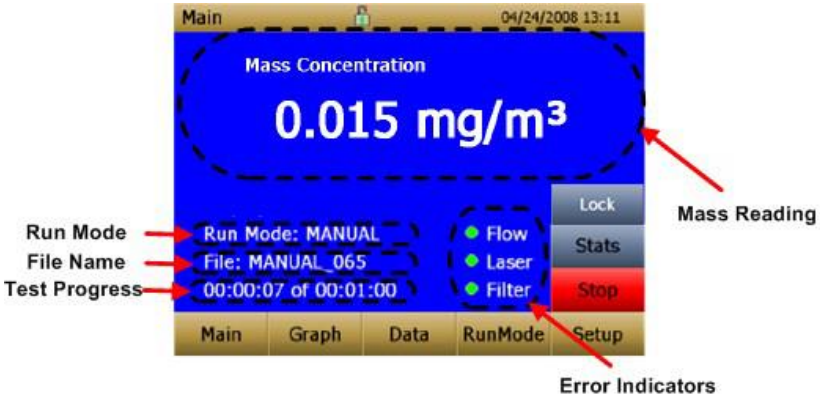 Main 04/24/2008 13:11
Mass Concentration
0.015 mg/m³
Lock
Mass Reading
Run Mode Run Mode: MANUAL Flow Stats
File Name File: MANUAL_065 Laser
Test Progress 00:00:07 of 00:01:00 Filter Stop
Main Graph Data RunMode Setup
Error Indicators